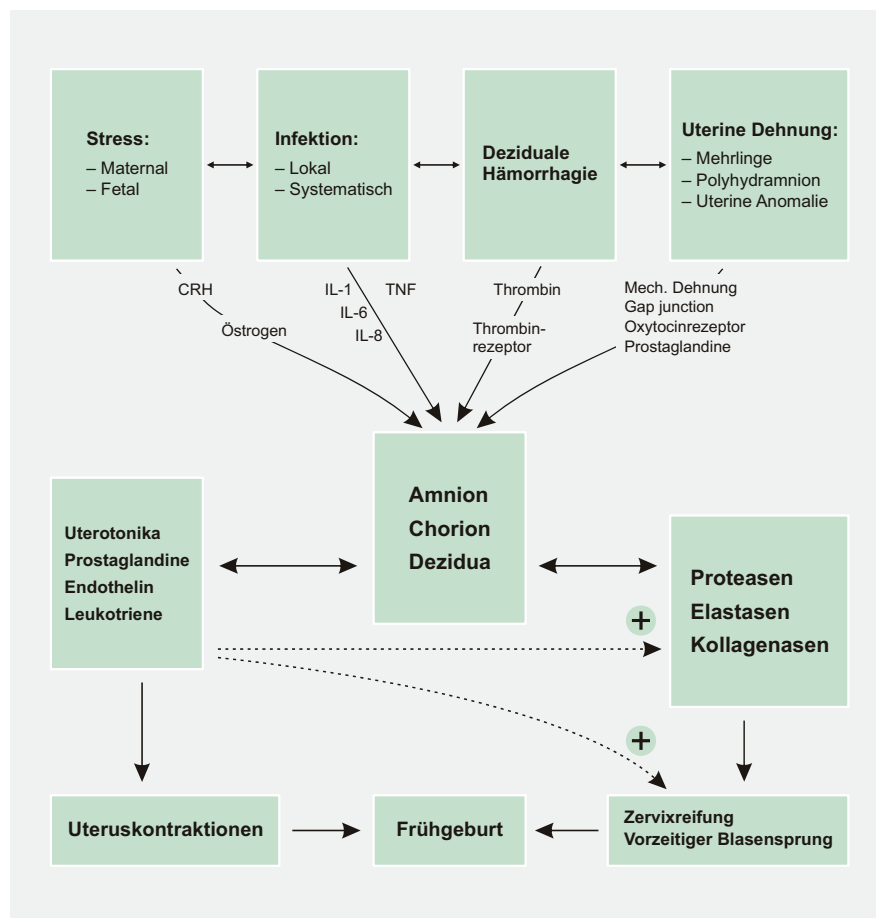 Stress:
– Maternal
– Fetal
Infektion:
– Lokal
– Systematisch
Deziduale
Hämorrhagie
Uterine Dehnung:
– Mehrlinge
– Polyhydramnion
– Uterine Anomalie
CRH
Östrogen
IL-1
TNF
IL-6
IL-8
Thrombin
Thrombin-
rezeptor
Mech. Dehnung
Gap junction
Oxytocinrezeptor
Prostaglandine
Amnion
Chorion
Dezidua
Uterotonika
Prostaglandine
Endothelin
Leukotriene
Proteasen
Elastasen
Kollagenasen
+
+
Uteruskontraktionen
Frühgeburt
Zervixreifung
Vorzeitiger Blasensprung